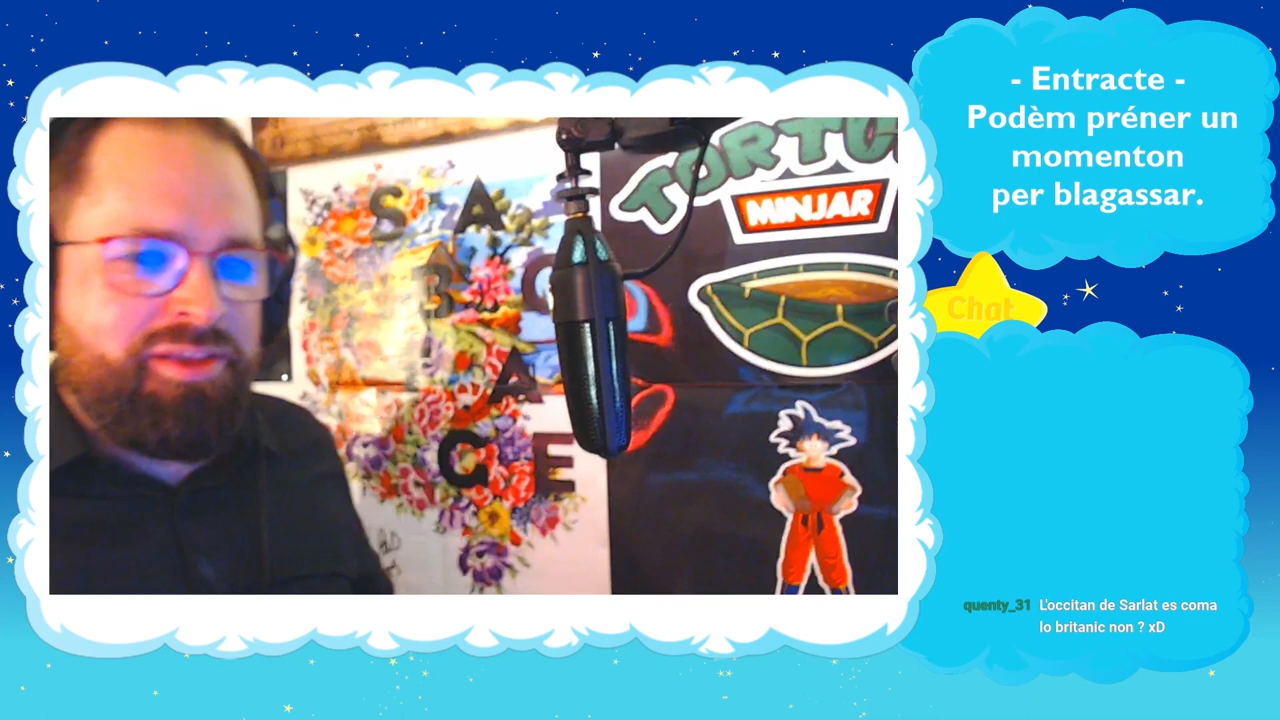 - Entracte -
Podèm préner un
momenton
per blagassar.
Chat
quenty_31 L'occitan de Sarlat es coma
lo britanic non ? xD
TORTU
MINJAR
S A
B O
A
G E